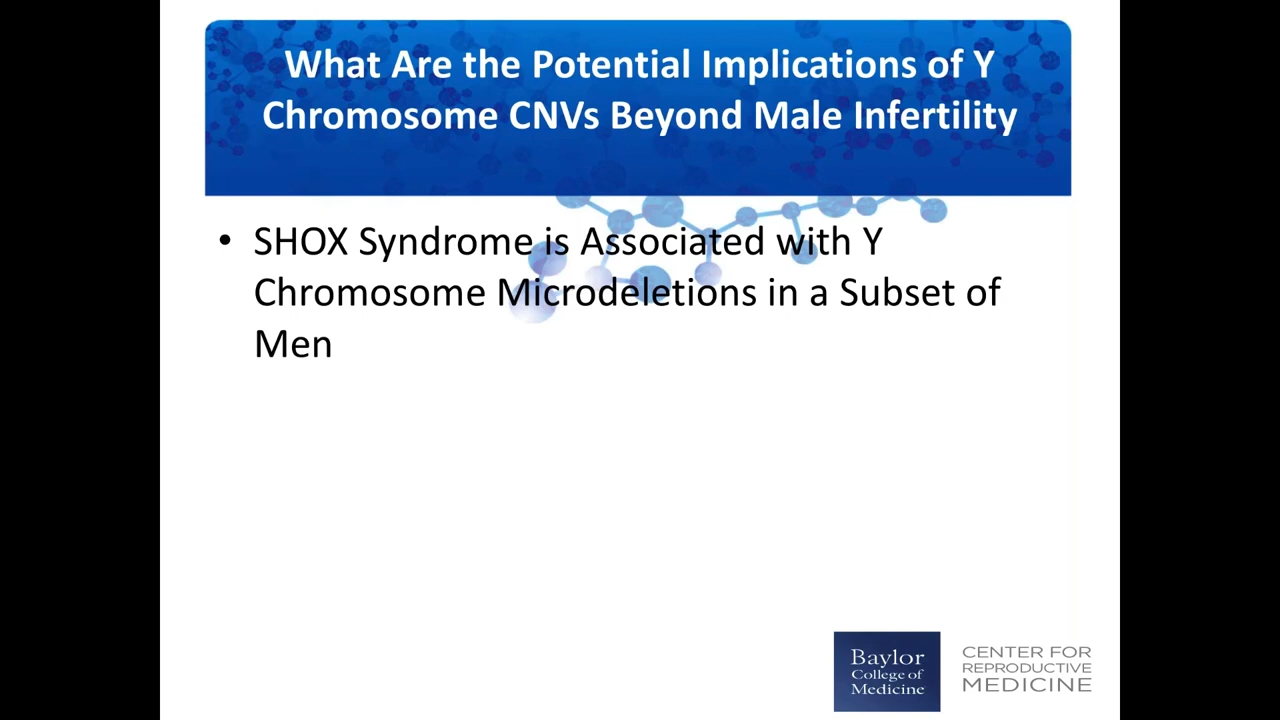 What Are the Potential Implications of Y
Chromosome CNVs Beyond Male Infertility
• SHOX Syndrome is Associated with Y
Chromosome Microdeletions in a Subset of
Men
Baylor
College of
Medicine
CENTER FOR
REPRODUCTIVE
MEDICINE